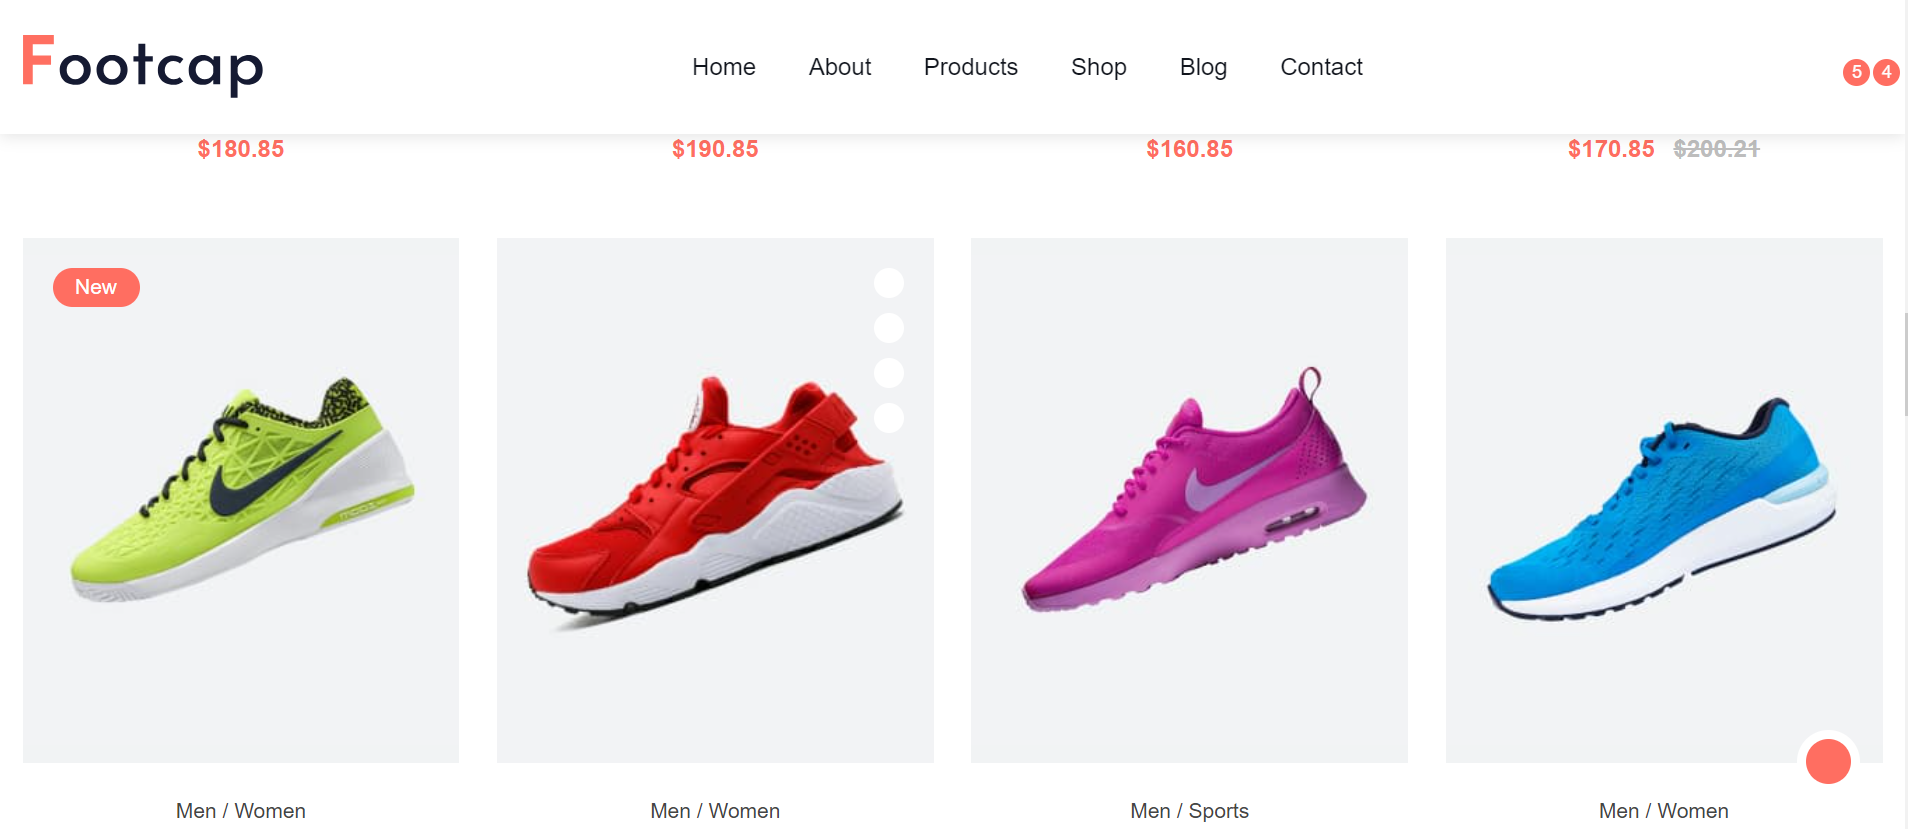 Footcap
Home About Products Shop Blog Contact
5 4
$180.85 $190.85 $160.85 $170.85 $200.21
New
Men / Women Men / Women Men / Sports Men / Women